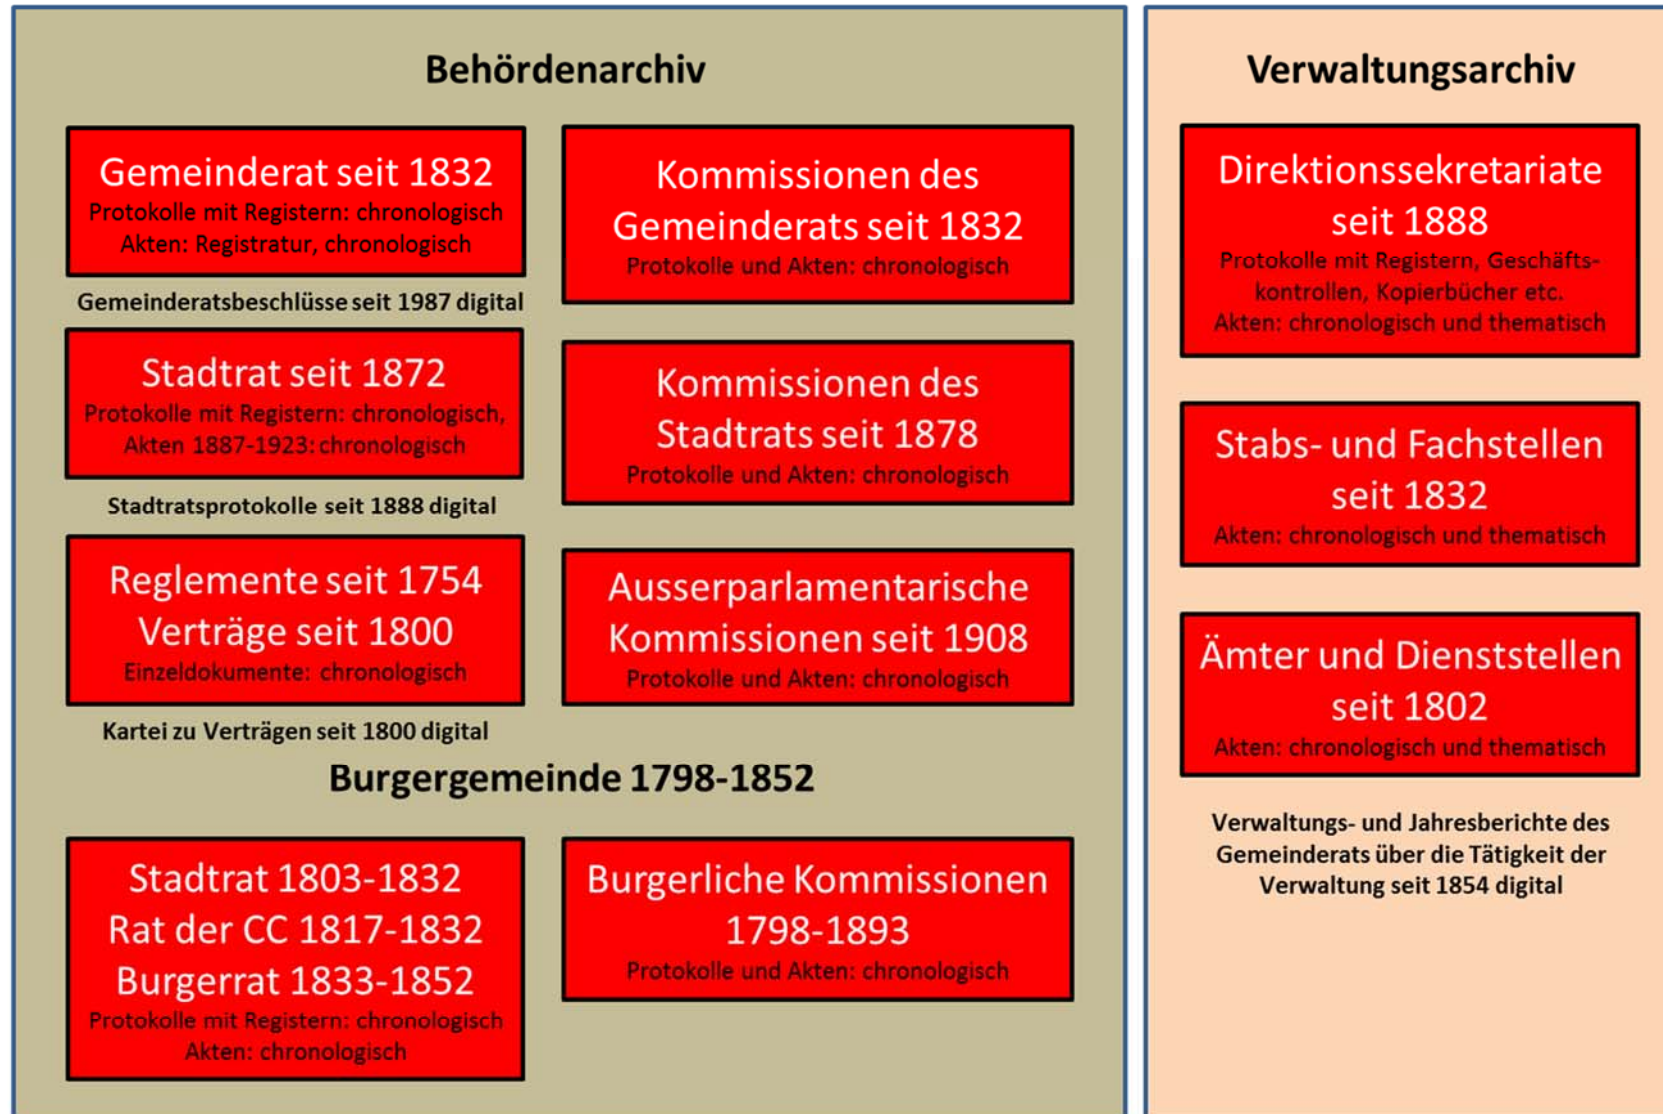 Behördenarchiv
Gemeinderat seit 1832
Protokolle mit Registern: chronologisch
Akten: Registratur, chronologisch
Gemeinderatsbeschlüsse seit 1987 digital
Stadtrat seit 1872
Protokolle mit Registern: chronologisch,
Akten 1887-1923: chronologisch
Stadtratsprotokolle seit 1888 digital
Reglemente seit 1754
Verträge seit 1800
Einzeldokumente: chronologisch
Kartei zu Verträgen seit 1800 digital
Kommissionen des
Gemeinderats seit 1832
Protokolle und Akten: chronologisch
Kommissionen des
Stadtrats seit 1878
Protokolle und Akten: chronologisch
Ausserparlamentarische
Kommissionen seit 1908
Protokolle und Akten: chronologisch
Burgergemeinde 1798-1852
Stadtrat 1803-1832
Rat der CC 1817-1832
Burgerrat 1833-1852
Protokolle mit Registern: chronologisch
Akten: chronologisch
Burgerliche Kommissionen
1798-1893
Protokolle und Akten: chronologisch
Verwaltungsarchiv
Direktionssekretariate
seit 1888
Protokolle mit Registern, Geschäfts-
kontrollen, Kopierbücher etc.
Akten: chronologisch und thematisch
Stabs- und Fachstellen
seit 1832
Akten: chronologisch und thematisch
Ämter und Dienststellen
seit 1802
Akten: chronologisch und thematisch
Verwaltungs- und Jahresberichte des
Gemeinderats über die Tätigkeit der
Verwaltung seit 1854 digital